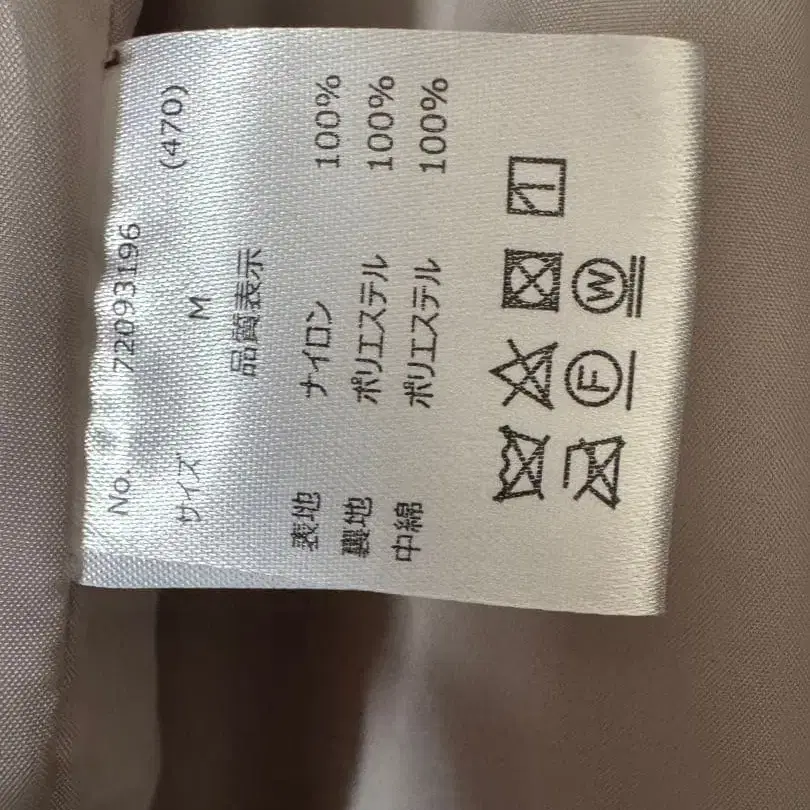 No. 72093196
サイズ M (470)
品質表示
表地 ナイロン 100%
裏地 ポリエステル 100%
中綿 ポリエステル 100%
F W